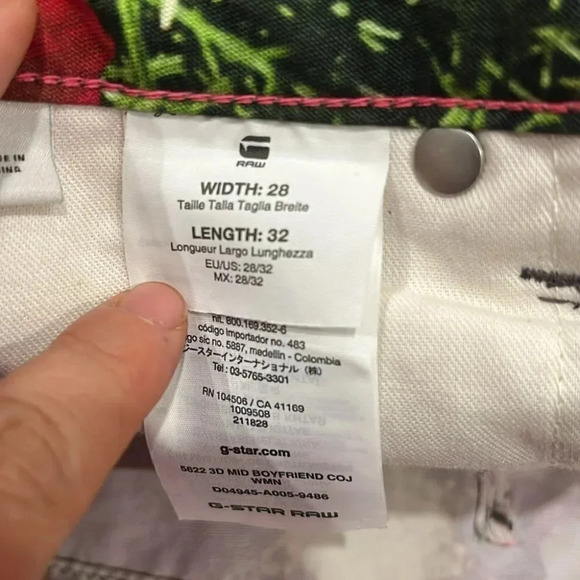 RAW
WIDTH: 28
Taille Talla Taglia Breite
LENGTH: 32
Longueur Largo Lunghezza
EU/US: 28/32
MX: 28/32
nit. 800.169.352-6
código importador no. 483
go sic no. 5887, medellin - Colombia
ジースターインターナショナル (株)
Tel : 03-5765-3301
RN 104506 / CA 41169
1009508
211828
g-star.com
5622 3D MID BOYFRIEND COJ
WMN
D04945-A005-9486
G-STAR RAW
E IN
INA